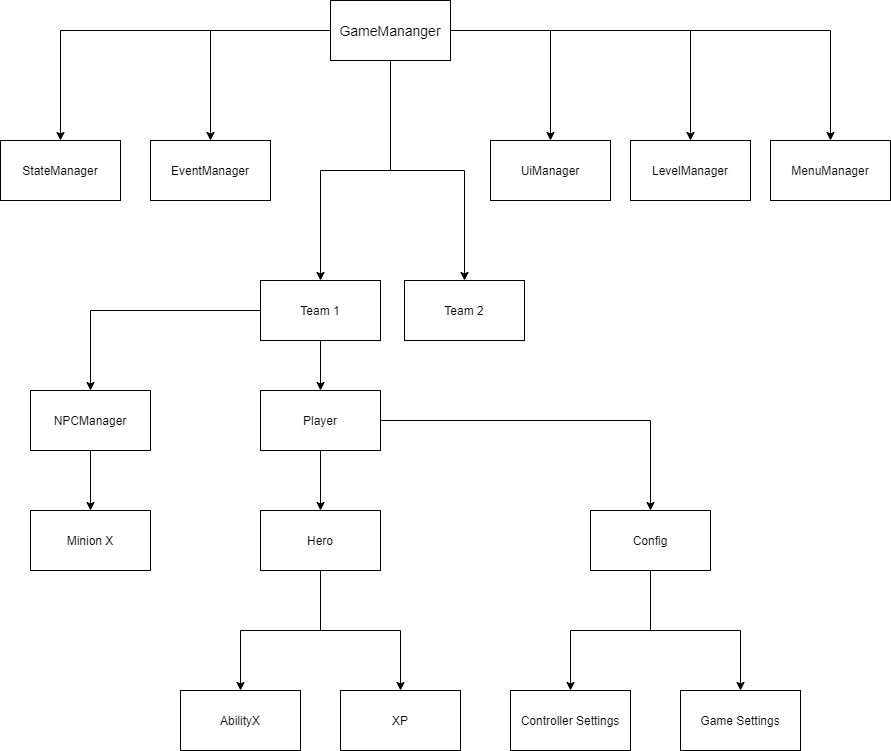 GameMananger
StateManager
EventManager
UiManager
LevelManager
MenuManager
Team 1
Team 2
NPCManager
Player
Minion X
Hero
Config
AbilityX
XP
Controller Settings
Game Settings